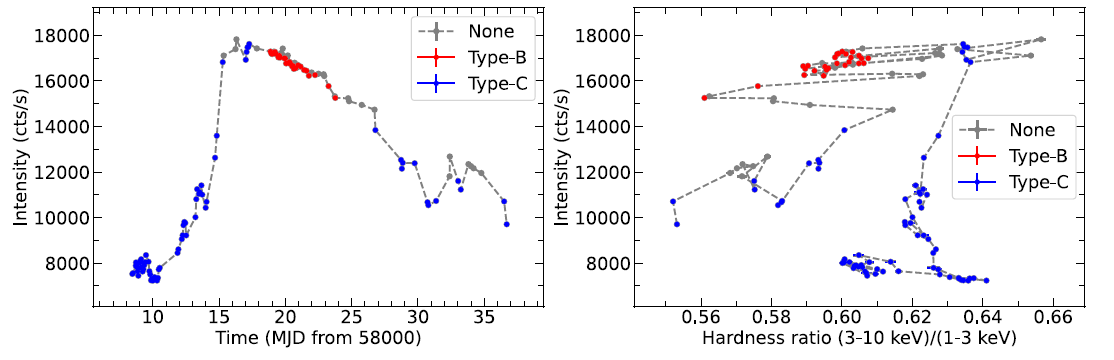 18000
16000
14000
12000
10000
8000
Intensity (cts/s)
10 15 20 25 30 35
Time (MJD from 58000)
None
Type-B
Type-C
18000
16000
14000
12000
10000
8000
Intensity (cts/s)
0.56 0.58 0.60 0.62 0.64 0.66
Hardness ratio (3-10 keV)/(1-3 keV)
None
Type-B
Type-C